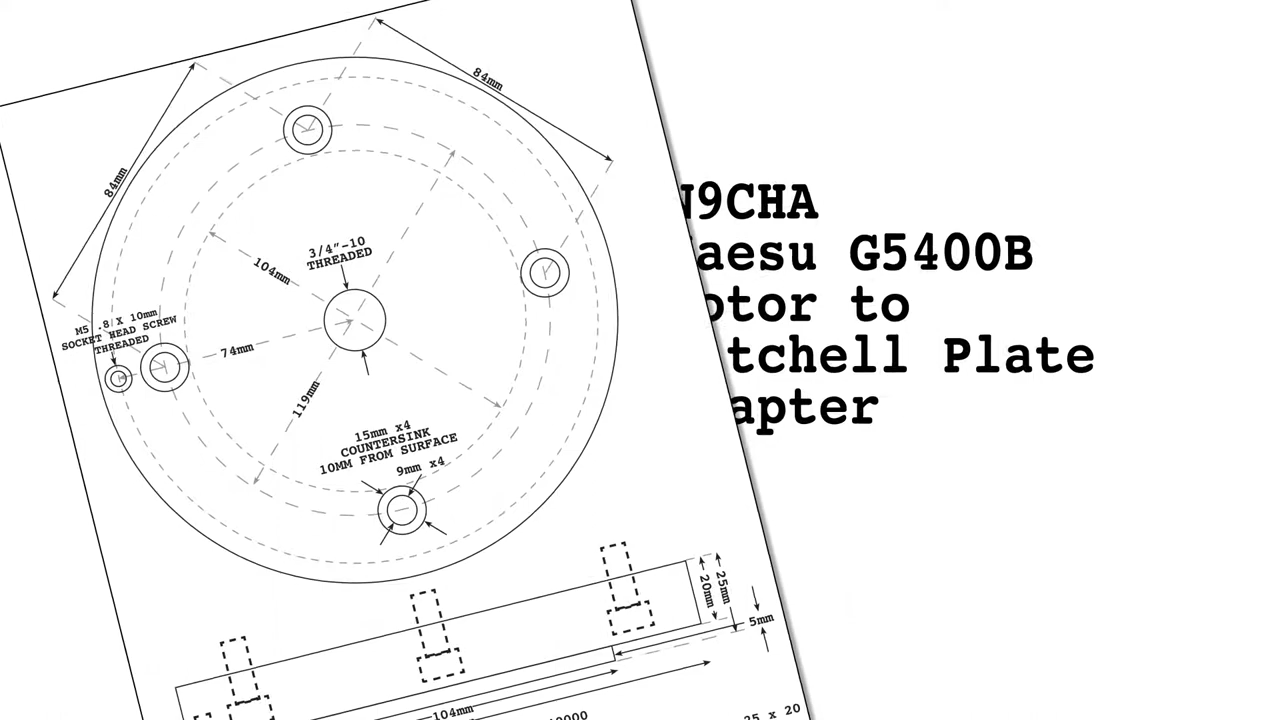 84mm
84mm
3/4"-10
THREADED
104mm
M5 .8 X 10mm
SOCKET HEAD SCREW
THREADED
74mm
119mm
15mm x4
COUNTERSINK
10MM FROM SURFACE
9mm x4
20mm
25mm
5mm
104mm
25 x 20
N9CHA
aesu G5400B
otor to
tchell Plate
apter